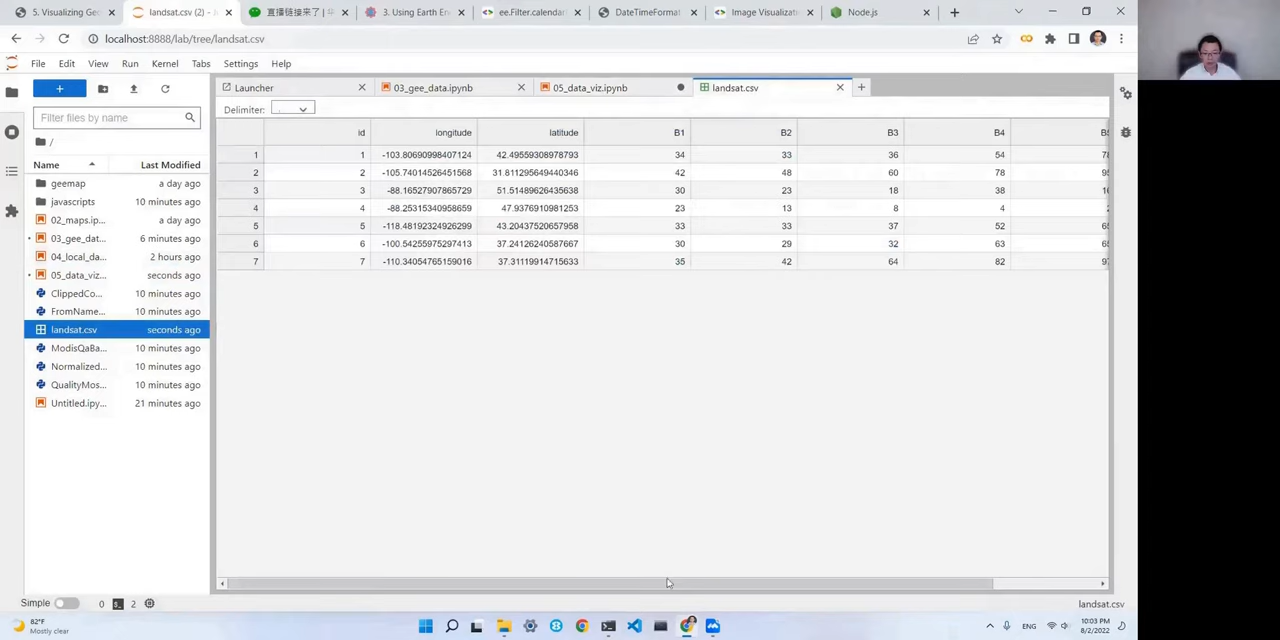 5. Visualizing Ge
landsat.csv (2) - J
直播链接来了
3. Using Earth En
ee.Filter.calendar
DateTimeFormat
Image Visualizati
Node.js
localhost:8888/lab/tree/landsat.csv
File Edit View Run Kernel Tabs Settings Help
Launcher
03_gee_data.ipynb
05_data_viz.ipynb
landsat.csv
Filter files by name
Delimiter: ,
/
Name Last Modified
geemap a day ago
javascripts 10 minutes ago
02_maps.ip... a day ago
03_gee_dat... 6 minutes ago
04_local_da... 2 hours ago
05_data_viz... seconds ago
ClippedCo... 10 minutes ago
FromName... 10 minutes ago
landsat.csv seconds ago
ModisQaBa... 10 minutes ago
Normalized... 10 minutes ago
QualityMos... 10 minutes ago
Untitled.ipy... 21 minutes ago
id longitude latitude B1 B2 B3 B4 B5
1 1 -103.80690998407124 42.49559308978793 34 33 36 54 78
2 2 -105.74014526451568 31.811295649440346 42 48 60 78
3 3 -88.16527907865729 51.51489626435638 30 23 18 38
4 4 -88.25315340958659 47.9376910981253 23 13 8 4
5 5 -118.48192324926299 43.20437520657958 33 33 37 52
6 6 -100.54255975297413 37.24126240587667 30 29 32 63
7 7 -110.34054765159016 37.31119914715633 35 42 64 82
Simple 0 2
landsat.csv
82°F
Mostly clear
ENG
10:03 PM
8/2/2022